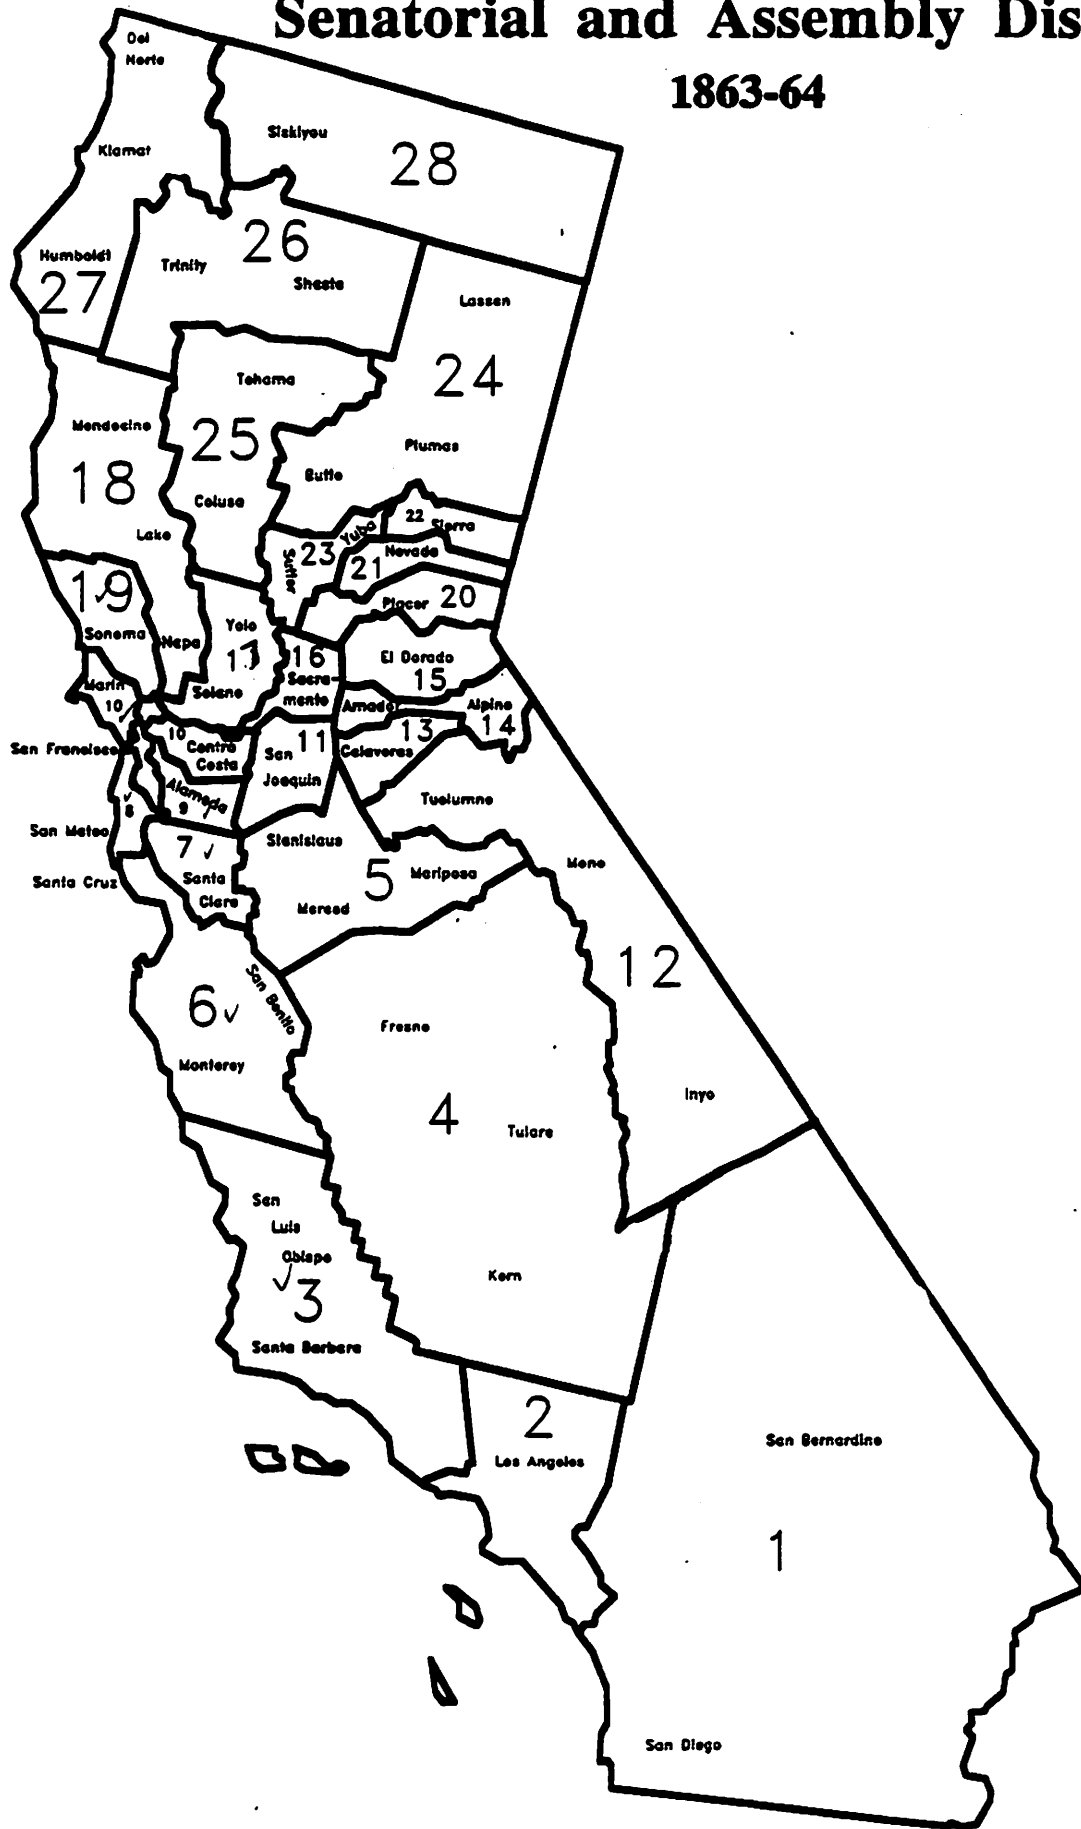 Senatorial and Assembly Dis
1863-64
Del
Norte
Siskiyou
28
Klamat
26
Humboldt
Trinity
27
Shasta
Lassen
24
Tehama
Mendocino
25
Plumas
18
Butte
Colusa
22
Sierra
Lake
Yuba
23
Nevada
Sutter
21
19
Placer
20
Sonoma
Yolo
Napa
17
16
El Dorado
15
Marin
Solano
Sacra-
mento
Amador
Alpine
10
14
10
Contra
Costa
11
13
San Francisco
San
Joaquin
Calaveras
Alameda
9
8
Tuolumne
San Mateo
Stanislaus
7
Mono
Santa
Clara
5
Mariposa
Santa Cruz
Merced
12
San Benito
6
Fresno
Monterey
Inyo
4
Tulare
San
Luis
Obispo
Kern
3
Santa Barbara
2
San Bernardino
Los Angeles
1
San Diego